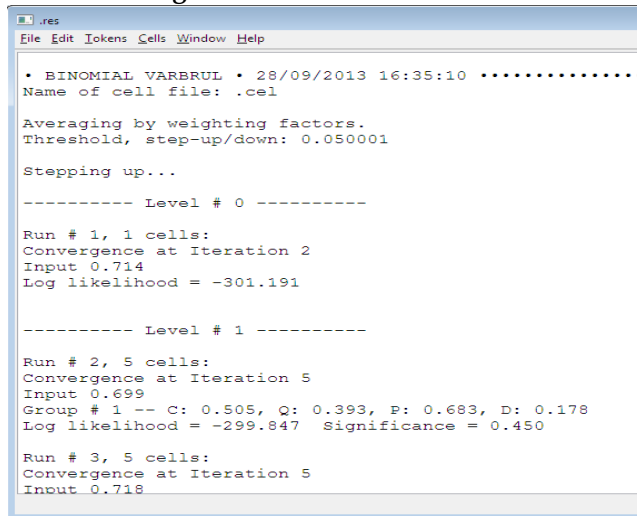 .res
File Edit Tokens Cells Window Help
• BINOMIAL VARBRUL • 28/09/2013 16:35:10 ••••••••••••••
Name of cell file: .cel
Averaging by weighting factors.
Threshold, step-up/down: 0.050001
Stepping up...
---------- Level # 0 ----------
Run # 1, 1 cells:
Convergence at Iteration 2
Input 0.714
Log likelihood = -301.191
---------- Level # 1 ----------
Run # 2, 5 cells:
Convergence at Iteration 5
Input 0.699
Group # 1 -- C: 0.505, Q: 0.393, P: 0.683, D: 0.178
Log likelihood = -299.847 Significance = 0.450
Run # 3, 5 cells:
Convergence at Iteration 5
Input 0.718